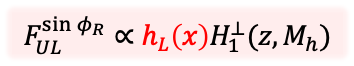 $F_{UL}^{\sin \phi_R} \propto h_L(x) H_1^{\perp}(z, M_h)$